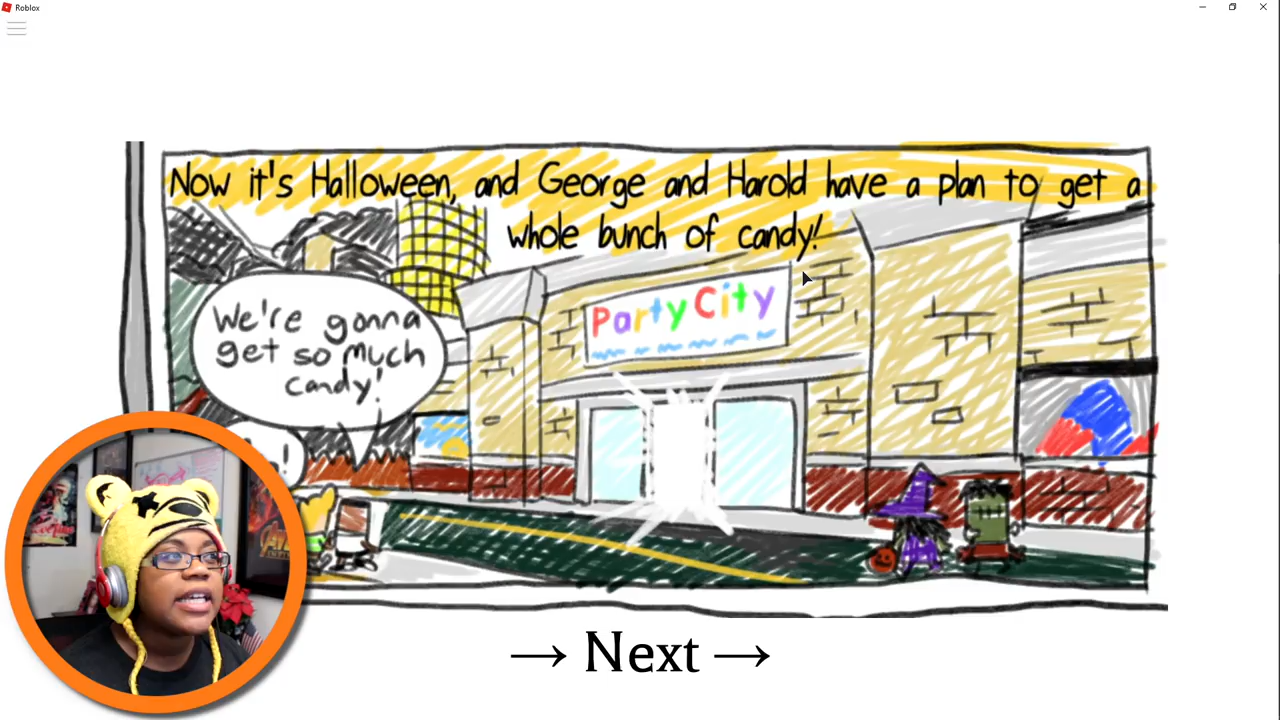 Roblox
Now it's Halloween, and George and Harold have a plan to get a
whole bunch of candy!
We're gonna
get so much
candy!
Party City
→ Next →